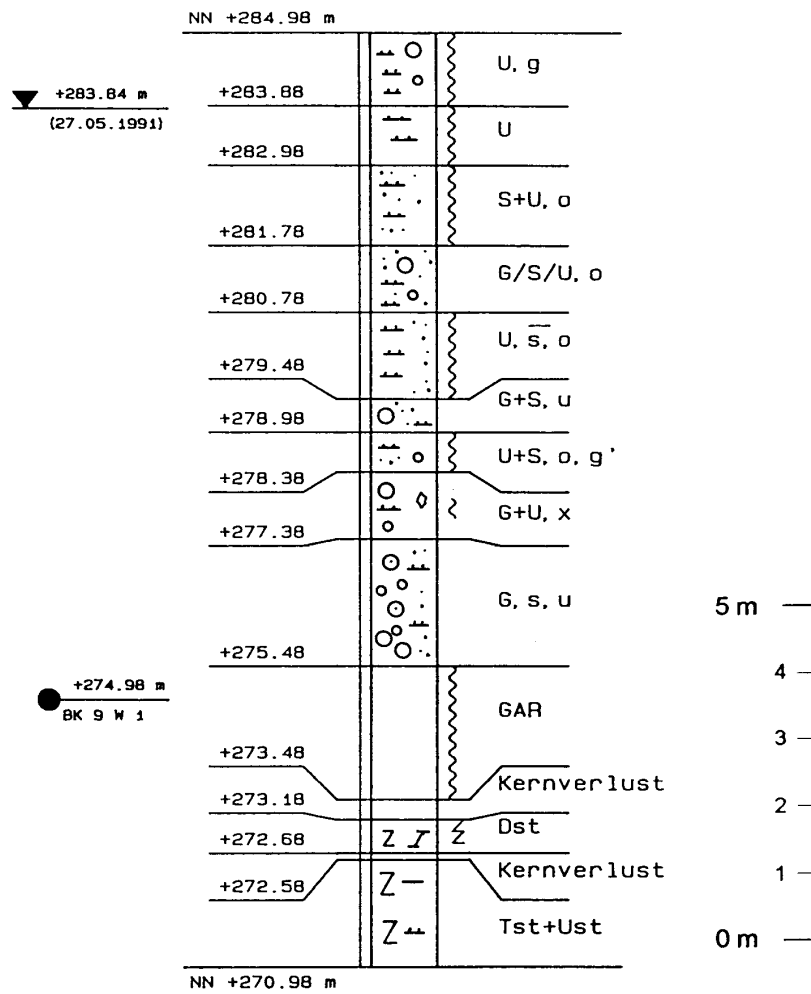 NN +284.98 m
U, g
+283.84 m
+283.88
(27.05.1991)
U
+282.98
S+U, o
+281.78
G/S/U, o
+280.78
U, s̅, o
+279.48
G+S, u
+278.98
U+S, o, g'
+278.38
G+U, x
+277.38
G, s, u
5 m
+275.48
4
+274.98 m
BK 9 W 1
GAR
3
+273.48
Kernverlust
+273.18
2
Dst
+272.68
Z
Z
Kernverlust
1
+272.58
Z
Tst+Ust
Z
0 m
NN +270.98 m